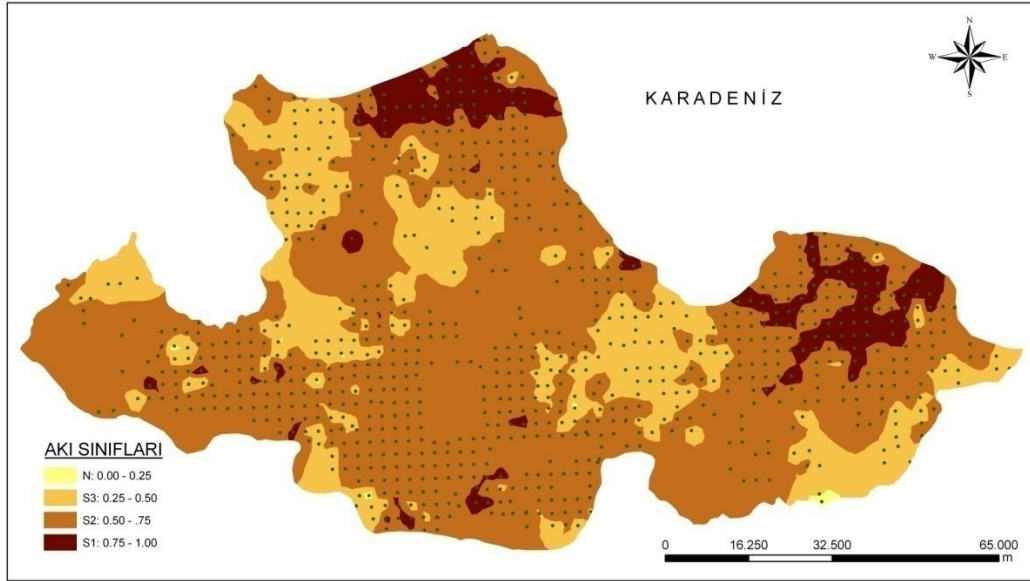 N
W E
S
KARADENİZ
AKI SINIFLARI
N: 0.00 - 0.25
S3: 0.25 - 0.50
S2: 0.50 - .75
S1: 0.75 - 1.00
0 16.250 32.500 65.000
m